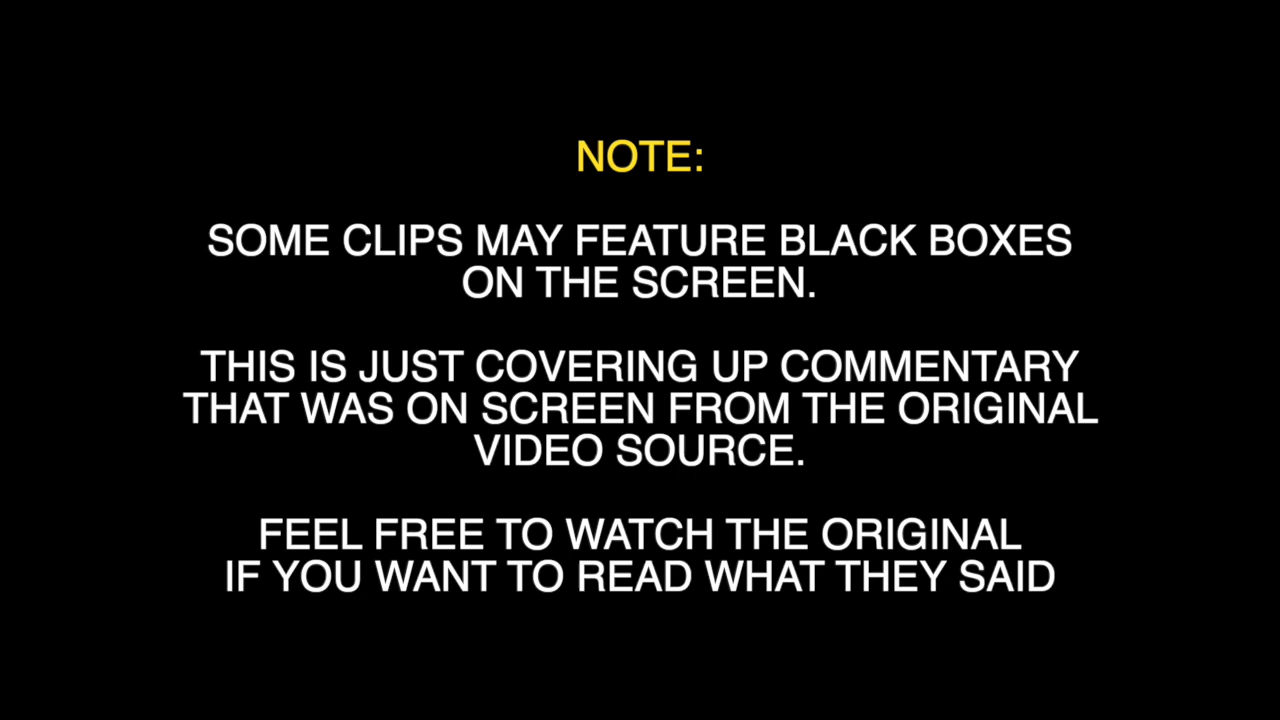 NOTE:
SOME CLIPS MAY FEATURE BLACK BOXES
ON THE SCREEN.
THIS IS JUST COVERING UP COMMENTARY
THAT WAS ON SCREEN FROM THE ORIGINAL
VIDEO SOURCE.
FEEL FREE TO WATCH THE ORIGINAL
IF YOU WANT TO READ WHAT THEY SAID